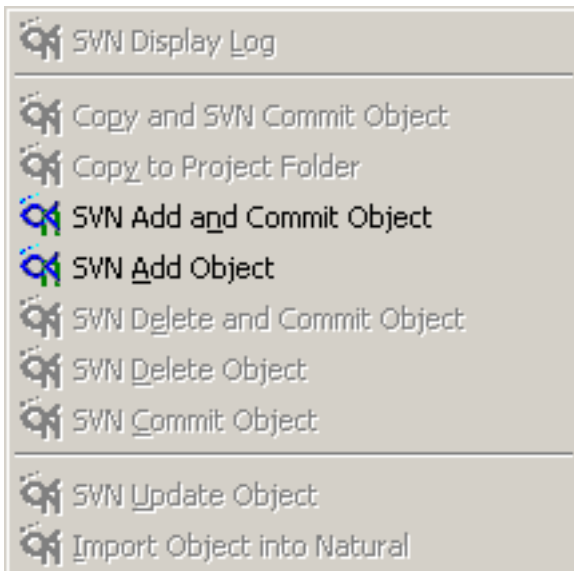 SVN Display Log
Copy and SVN Commit Object
Copy to Project Folder
SVN Add and Commit Object
SVN Add Object
SVN Delete and Commit Object
SVN Delete Object
SVN Commit Object
SVN Update Object
Import Object into Natural